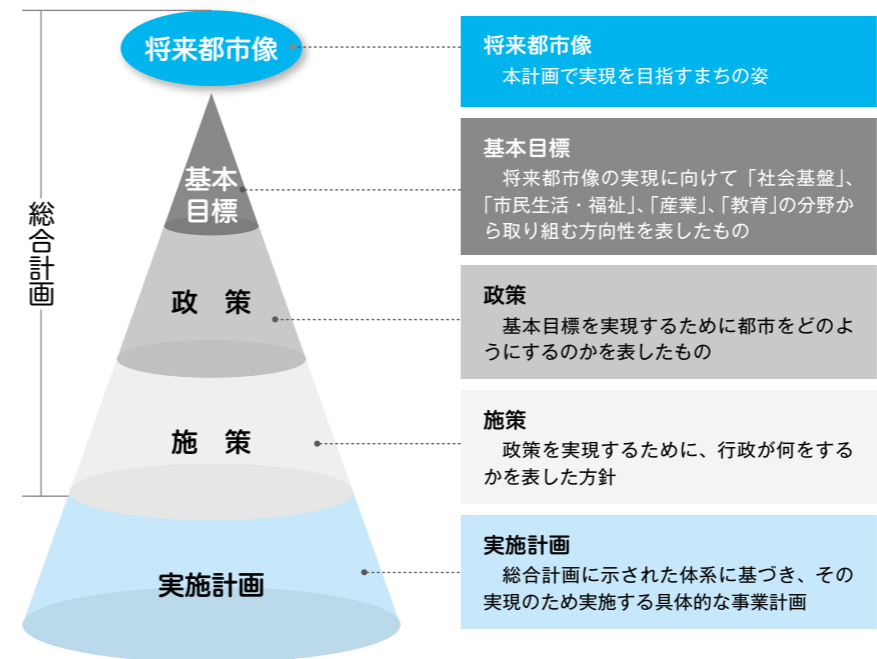 総合計画
将来都市像
基本
目標
政　策
施　策
実施計画
将来都市像
本計画で実現を目指すまちの姿
基本目標
将来都市像の実現に向けて「社会基盤」、
「市民生活・福祉」、「産業」、「教育」の分野か
ら取り組む方向性を表したもの
政策
基本目標を実現するために都市をどのよ
うにするのかを表したもの
施策
政策を実現するために、行政が何をする
かを表した方針
実施計画
総合計画に示された体系に基づき、その
実現のため実施する具体的な事業計画